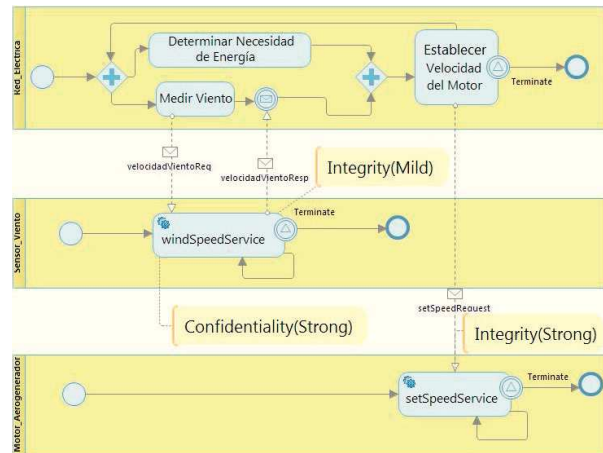 Red_Electrica
Determinar Necesidad
de Energía
Medir Viento
Establecer
Velocidad
del Motor
Terminate
velocidadVientoReq
velocidadVientoResp
Integrity(Mild)
Sensor_Viento
windSpeedService
Terminate
Confidentiality(Strong)
setSpeedRequest
Integrity(Strong)
Motor_Aerogenerador
setSpeedService
Terminate